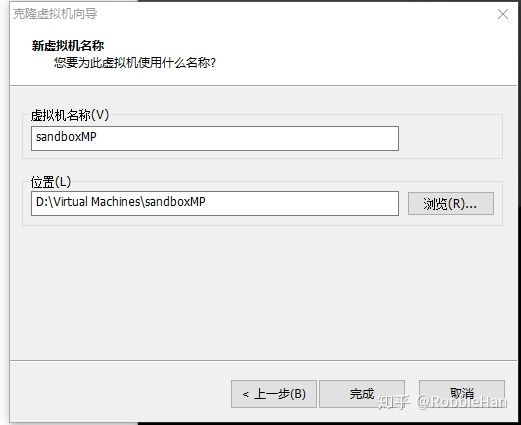 克隆虚拟机向导
新虚拟机名称
您要为此虚拟机使用什么名称?
虚拟机名称(V)
sandboxMP
位置(L)
D:\Virtual Machines\sandboxMP
浏览(R)...
< 上一步(B)
完成
取消
知乎 @RobbieHan